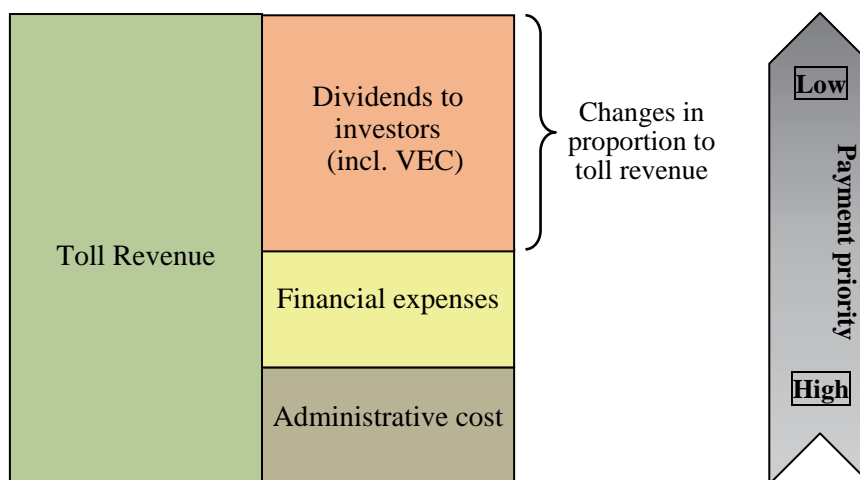 Toll Revenue
Dividends to
investors
(incl. VEC)
Financial expenses
Administrative cost
Changes in
proportion to
toll revenue
Low
Payment priority
High